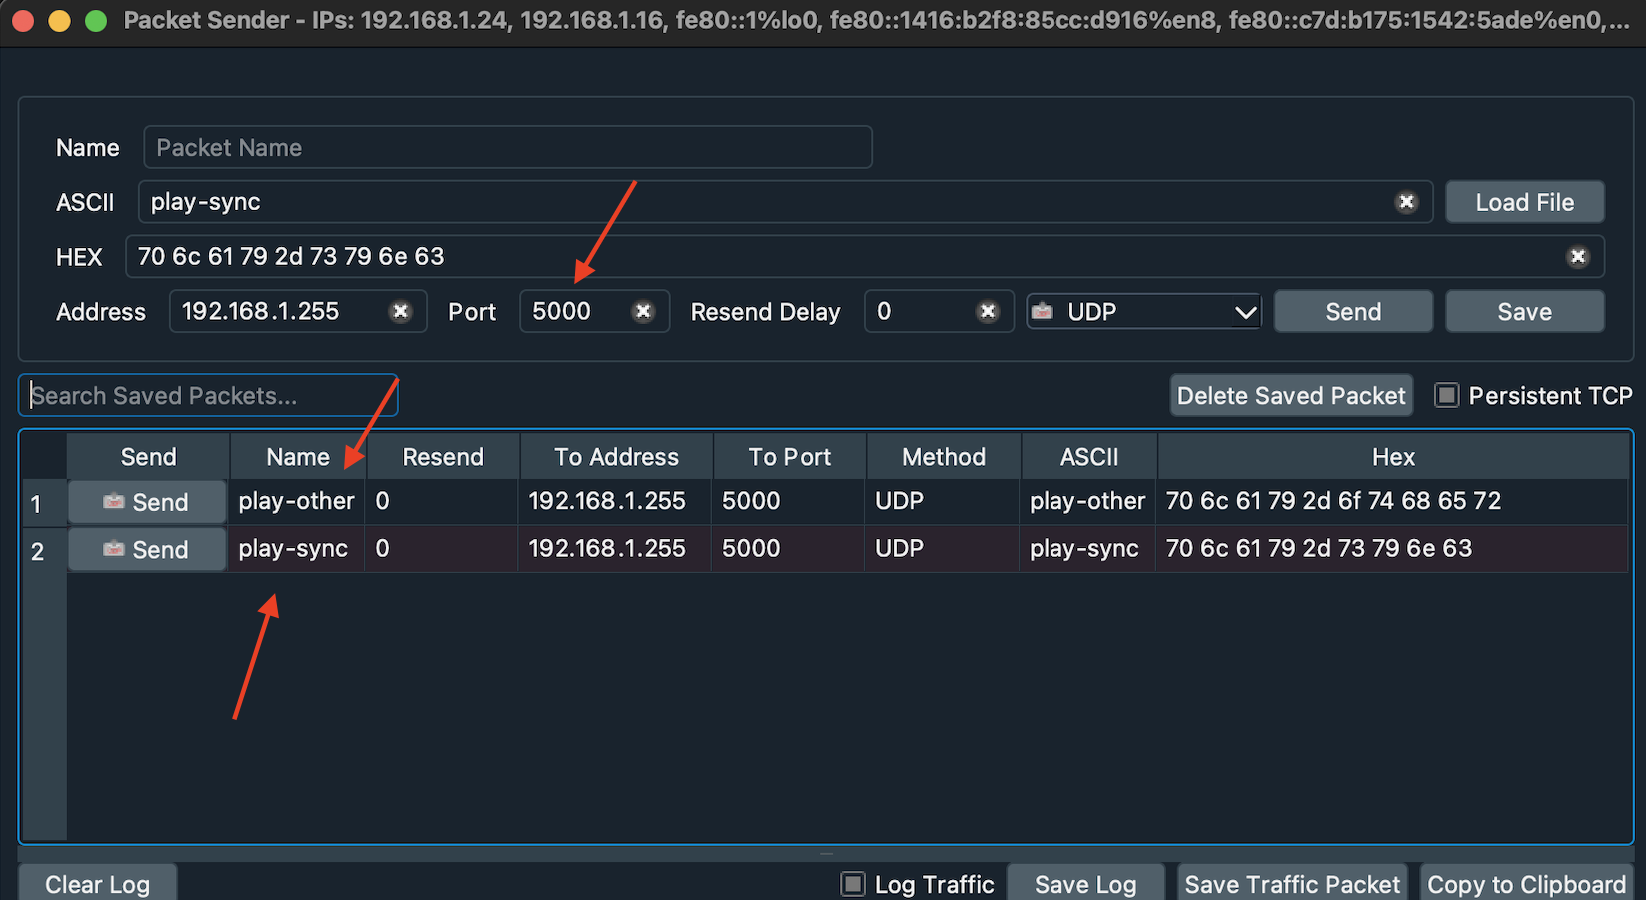 Packet Sender - IPs: 192.168.1.24, 192.168.1.16, fe80::1%lo0, fe80::1416:b2f8:85cc:d916%en8, fe80::c7d:b175:1542:5ade%en0,...
Name Packet Name
ASCII play-sync Load File
HEX 70 6c 61 79 2d 73 79 6e 63
Address 192.168.1.255 Port 5000 Resend Delay 0 UDP Send Save
Search Saved Packets... Delete Saved Packet Persistent TCP
Send Name Resend To Address To Port Method ASCII Hex
1 Send play-other 0 192.168.1.255 5000 UDP play-other 70 6c 61 79 2d 6f 74 68 65 72
2 Send play-sync 0 192.168.1.255 5000 UDP play-sync 70 6c 61 79 2d 73 79 6e 63
Clear Log Log Traffic Save Log Save Traffic Packet Copy to Clipboard